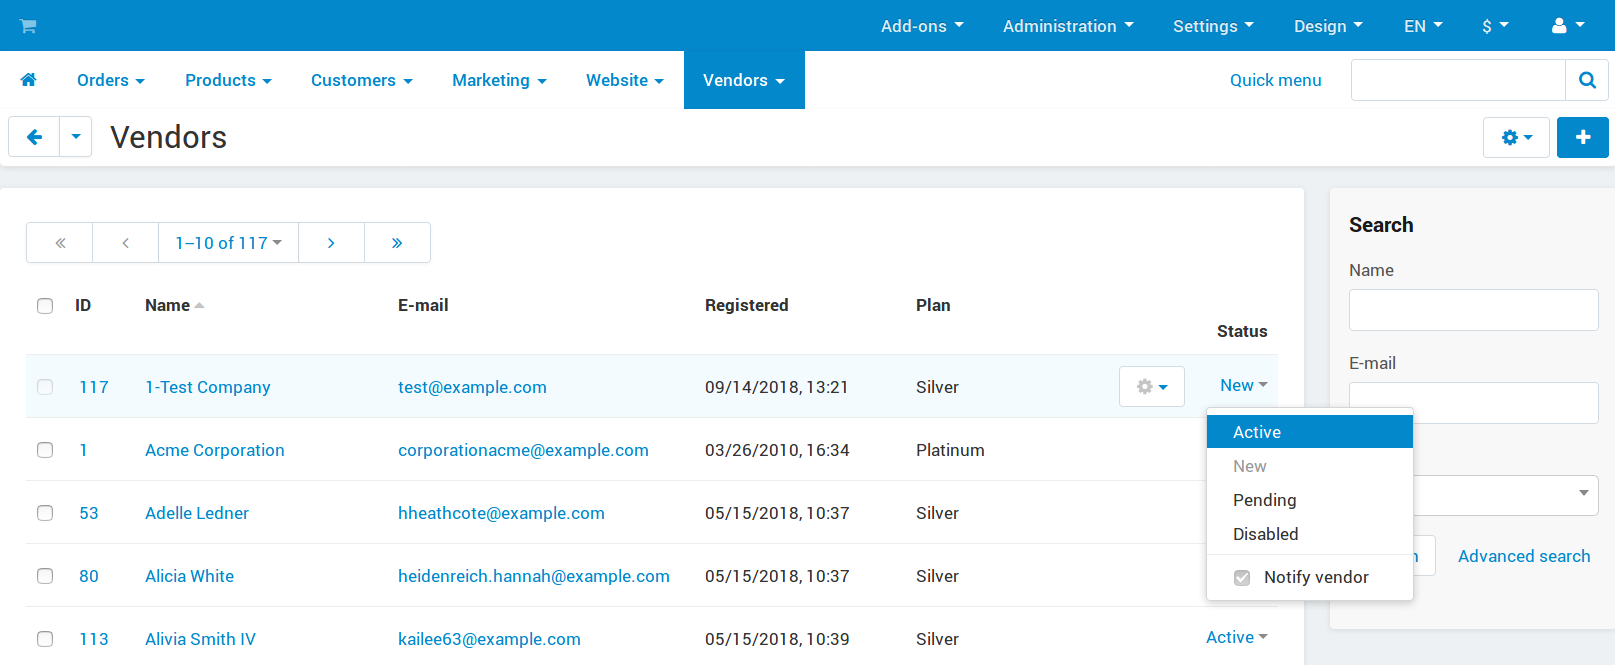 Add-ons Administration Settings Design EN $
Orders Products Customers Marketing Website Vendors Quick menu
Vendors
« ‹ 1–10 of 117 › »
Search
Name
ID Name E-mail Registered Plan Status
117 1-Test Company test@example.com 09/14/2018, 13:21 Silver New
E-mail
Active
New
Pending
Disabled
Notify vendor
1 Acme Corporation corporationacme@example.com 03/26/2010, 16:34 Platinum
53 Adelle Ledner hheathcote@example.com 05/15/2018, 10:37 Silver
Advanced search
80 Alicia White heidenreich.hannah@example.com 05/15/2018, 10:37 Silver
113 Alivia Smith IV kailee63@example.com 05/15/2018, 10:39 Silver Active